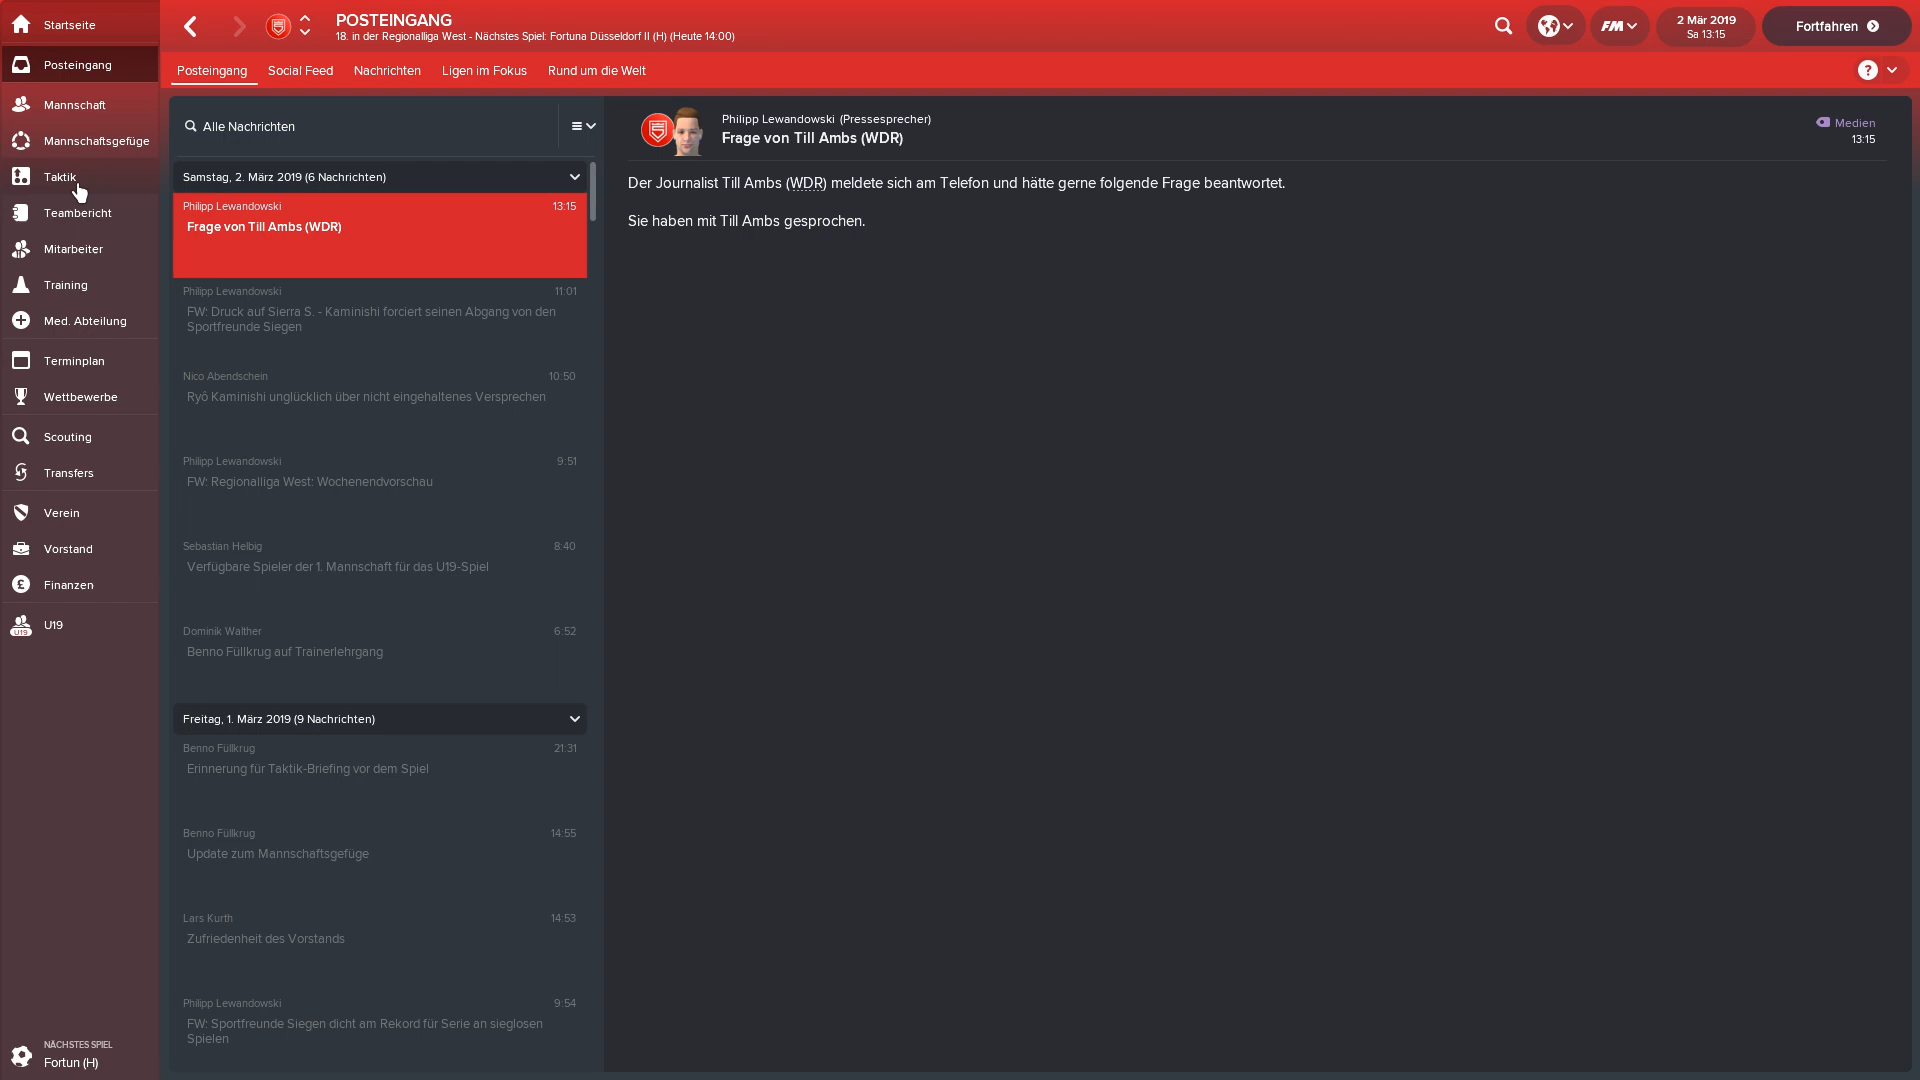 Startseite
Posteingang
Mannschaft
Mannschaftsgefüge
Taktik
Teambericht
Mitarbeiter
Training
Med. Abteilung
Terminplan
Wettbewerbe
Scouting
Transfers
Verein
Vorstand
Finanzen
U19
U19
NÄCHSTES SPIEL
Fortun (H)
POSTEINGANG
18. in der Regionalliga West - Nächstes Spiel: Fortuna Düsseldorf II (H) (Heute 14:00)
FM
2 Mär 2019
Sa 13:15
Fortfahren
Posteingang
Social Feed
Nachrichten
Ligen im Fokus
Rund um die Welt
?
Alle Nachrichten
Samstag, 2. März 2019 (6 Nachrichten)
Philipp Lewandowski 13:15
Frage von Till Ambs (WDR)
Philipp Lewandowski 11:01
FW: Druck auf Sierra S. - Kaminishi forciert seinen Abgang von den
Sportfreunde Siegen
Nico Abendschein 10:50
Ryô Kaminishi unglücklich über nicht eingehaltenes Versprechen
Philipp Lewandowski 9:51
FW: Regionalliga West: Wochenendvorschau
Sebastian Helbig 8:40
Verfügbare Spieler der 1. Mannschaft für das U19-Spiel
Dominik Walther 6:52
Benno Füllkrug auf Trainerlehrgang
Freitag, 1. März 2019 (9 Nachrichten)
Benno Füllkrug 21:31
Erinnerung für Taktik-Briefing vor dem Spiel
Benno Füllkrug 14:55
Update zum Mannschaftsgefüge
Lars Kurth 14:53
Zufriedenheit des Vorstands
Philipp Lewandowski 9:54
FW: Sportfreunde Siegen dicht am Rekord für Serie an sieglosen
Spielen
Philipp Lewandowski (Pressesprecher)
Frage von Till Ambs (WDR)
Medien
13:15
Der Journalist Till Ambs (WDR) meldete sich am Telefon und hätte gerne folgende Frage beantwortet.
Sie haben mit Till Ambs gesprochen.